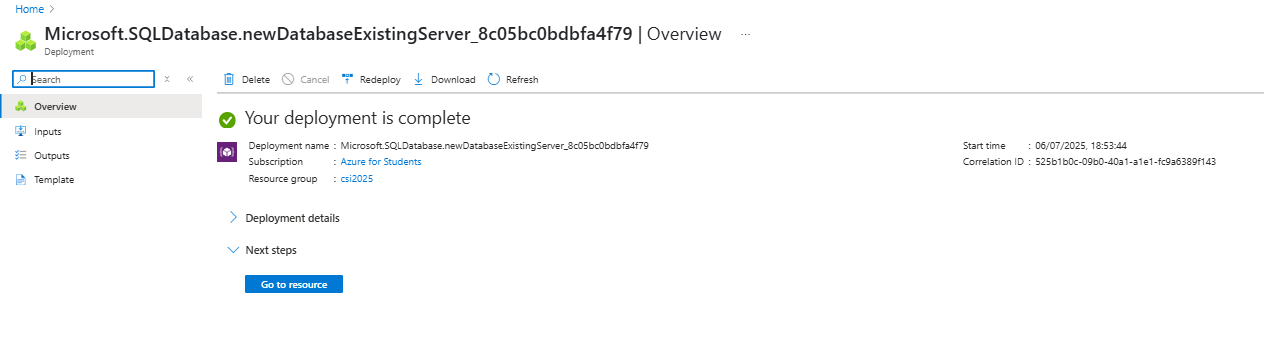 Home >
Microsoft.SQLDatabase.newDatabaseExistingServer_8c05bc0bdbfa4f79 | Overview ...
Deployment
Search
Overview
Inputs
Outputs
Template
Delete Cancel Redeploy Download Refresh
Your deployment is complete
Deployment name : Microsoft.SQLDatabase.newDatabaseExistingServer_8c05bc0bdbfa4f79
Subscription : Azure for Students
Resource group : csi2025
Start time : 06/07/2025, 18:53:44
Correlation ID : 525b1b0c-09b0-40a1-a1e1-fc9a6389f143
Deployment details
Next steps
Go to resource